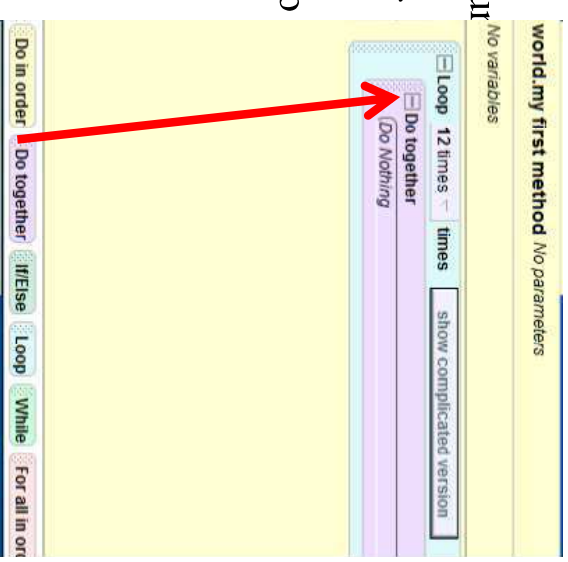 world.my first method No parameters
No variables
Loop 12 times times show complicated version
Do together
(Do Nothing
Do in order Do together If/Else Loop While For all in orc